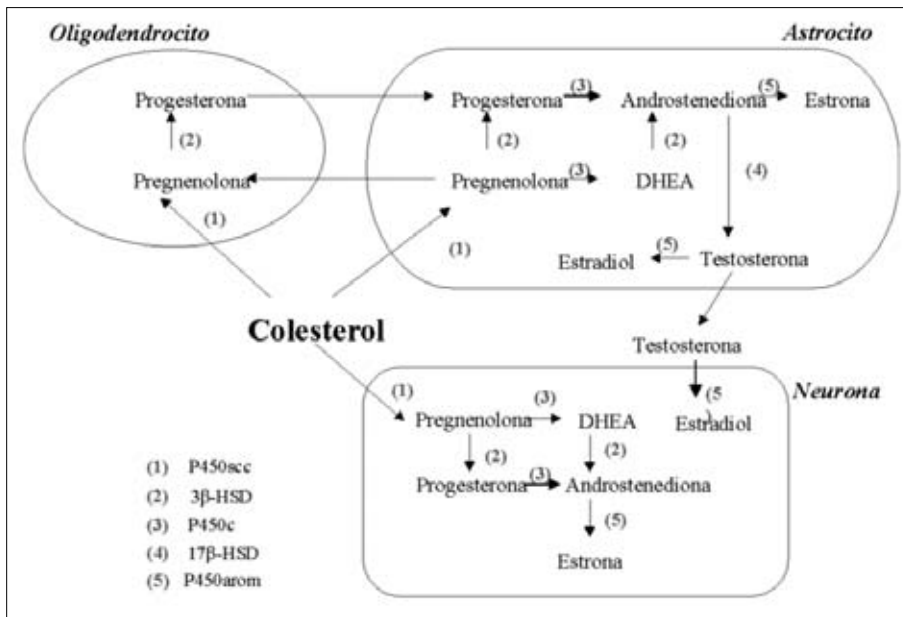 Oligodendrocito
Astrocito
Progesterona
Progesterona (3) Androstenediona (5) Estrona
(2)
(2)
(2)
(4)
Pregnenolona
Pregnenolona (3) DHEA
(1)
(1)
Estradiol (5) Testosterona
Colesterol
Testosterona
Neurona
(1)
(5
)
Pregnenolona (3) DHEA
Estradiol
(2)
(2)
Progesterona (3) Androstenediona
(5)
Estrona
(1) P450scc
(2) 3β-HSD
(3) P450c
(4) 17β-HSD
(5) P450arom